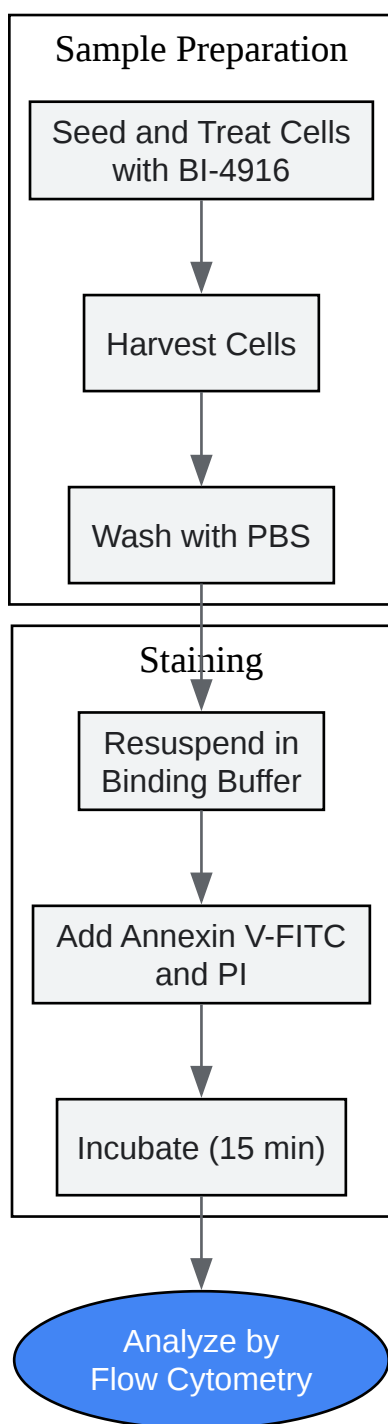 Sample Preparation
Seed and Treat Cells
with BI-4916
Harvest Cells
Wash with PBS
Staining
Resuspend in
Binding Buffer
Add Annexin V-FITC
and PI
Incubate (15 min)
Analyze by
Flow Cytometry